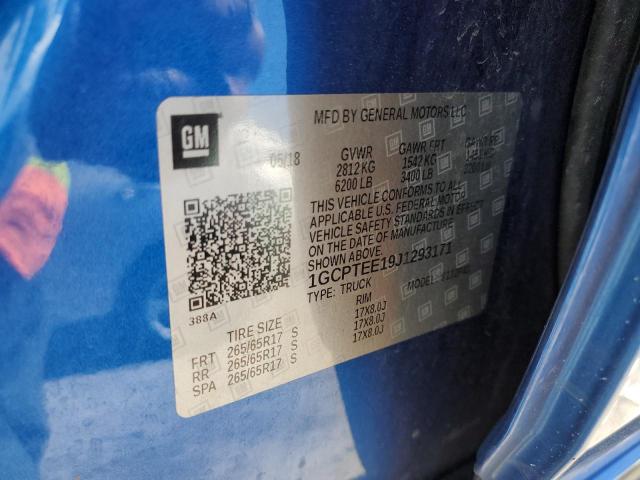 GM
MFD BY GENERAL MOTORS LLC
05/18 GVWR GAWR FRT GAWR RR
2812 KG 1542 KG
6200 LB 3400 LB
THIS VEHICLE CONFORMS TO ALL
APPLICABLE U.S. FEDERAL MOTOR
VEHICLE SAFETY STANDARDS IN EFFECT
ON THE DATE OF MANUFACTURE
SHOWN ABOVE.
1GCPTEE19J1293171
TYPE: TRUCK MODEL:
388A
TIRE SIZE RIM
FRT 265/65R17 S 17X8.0J
RR 265/65R17 S 17X8.0J
SPA 265/65R17 S 17X8.0J